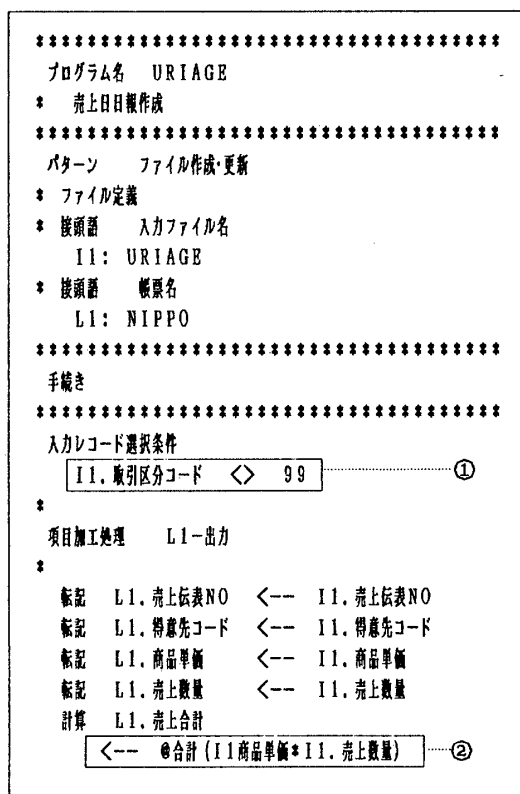 ************************************
プログラム名　URIAGE
*　売上日日報作成
************************************
パターン　ファイル作成・更新
*　ファイル定義
*　接頭語　入力ファイル名
I1: URIAGE
*　接頭語　帳票名
L1: NIPPO
************************************
手続き
************************************
入力レコード選択条件
I1.取引区分コード　<>　99　①
*
項目加工処理　L1-出力
*
転記　L1.売上伝表NO　<--　I1.売上伝表NO
転記　L1.得意先コード　<--　I1.得意先コード
転記　L1.商品単価　<--　I1.商品単価
転記　L1.売上数量　<--　I1.売上数量
計算　L1.売上合計
<--　@合計(I1商品単価*I1.売上数量)　②